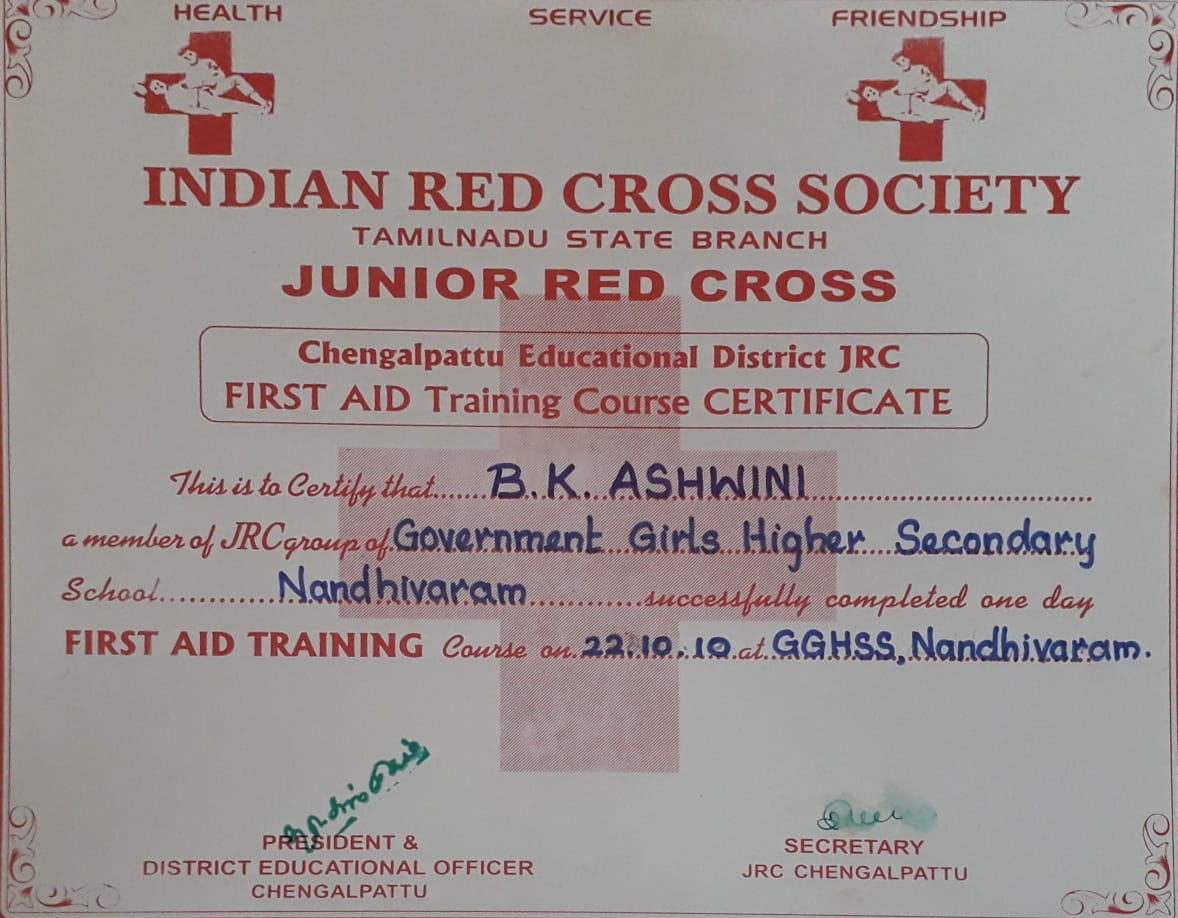 HEALTH SERVICE FRIENDSHIP
INDIAN RED CROSS SOCIETY
TAMILNADU STATE BRANCH
JUNIOR RED CROSS
Chengalpattu Educational District JRC
FIRST AID Training Course CERTIFICATE
This is to Certify that.......B.K. ASHWINI..........................................
a member of JRC group of.Government Girls Higher Secondary
School............Nandhivaram............successfully completed one day
FIRST AID TRAINING Course on.22.10.10.at.GGHSS, Nandhivaram.
PRESIDENT &
DISTRICT EDUCATIONAL OFFICER
CHENGALPATTU
SECRETARY
JRC CHENGALPATTU